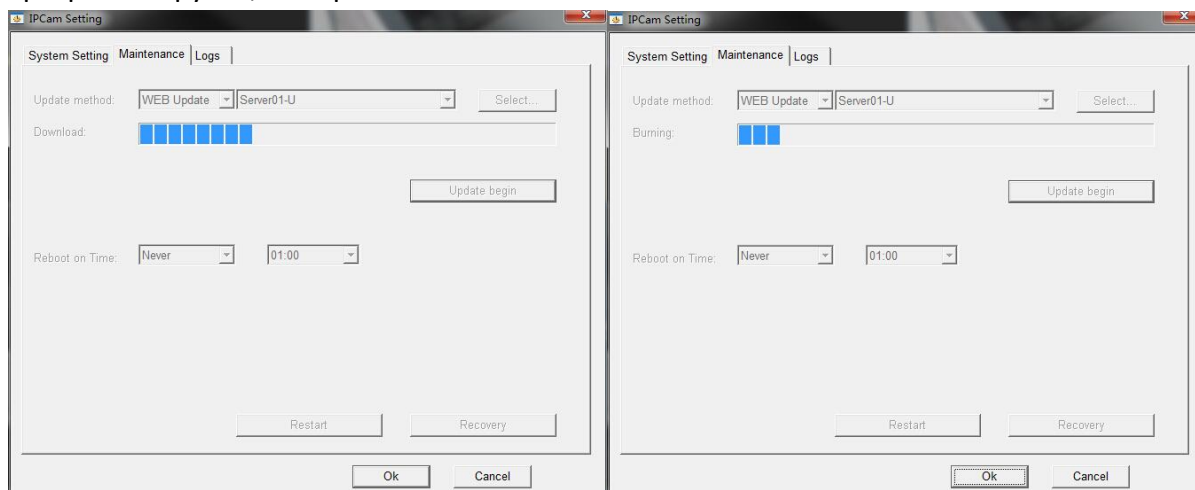 IPCam Setting
System Setting Maintenance Logs
Update method: WEB Update Server01-U Select...
Download:
Update begin
Reboot on Time: Never 01:00
Restart Recovery
Ok Cancel
IPCam Setting
System Setting Maintenance Logs
Update method: WEB Update Server01-U Select...
Burning:
Update begin
Reboot on Time: Never 01:00
Restart Recovery
Ok Cancel